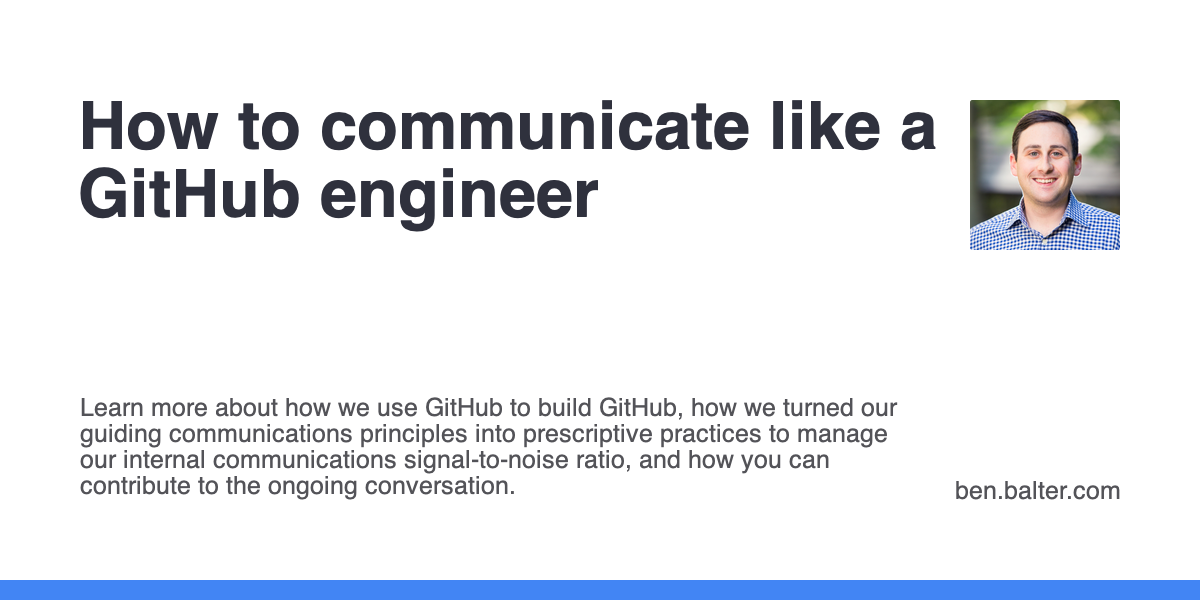 How to communicate like a
GitHub engineer
Learn more about how we use GitHub to build GitHub, how we turned our
guiding communications principles into prescriptive practices to manage
our internal communications signal-to-noise ratio, and how you can
contribute to the ongoing conversation.
ben.balter.com